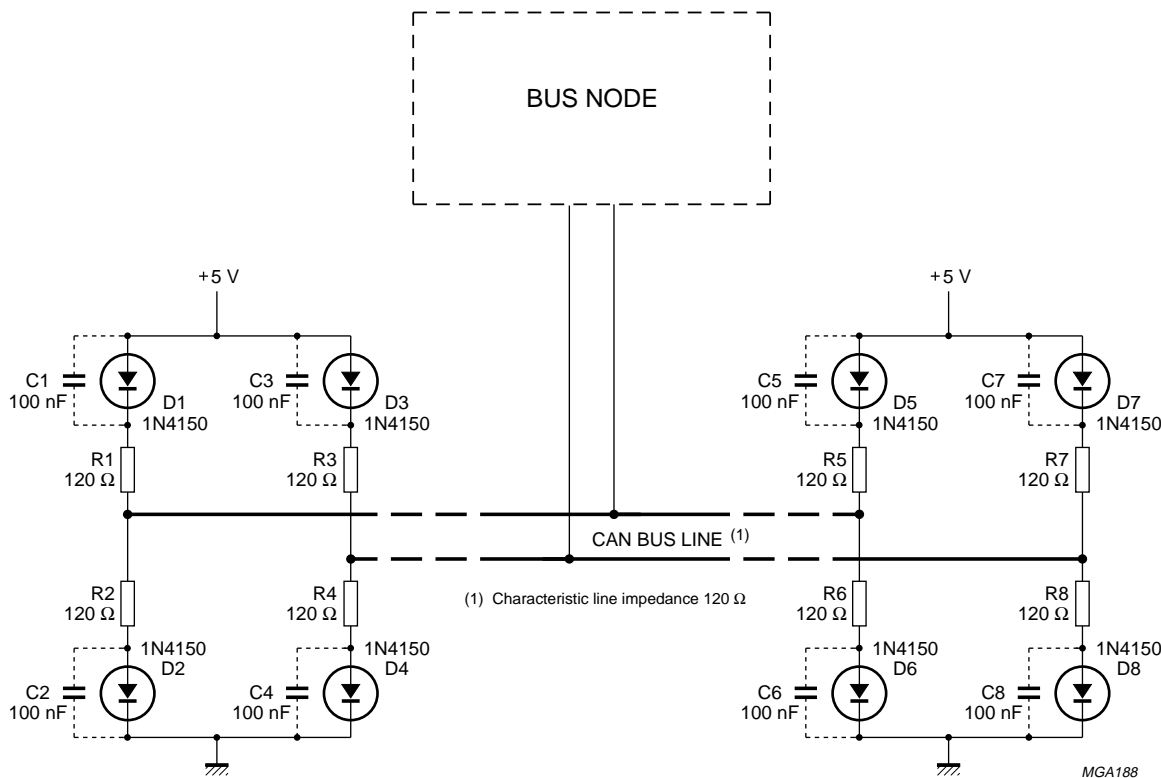 BUS NODE
+5 V
+5 V
C1
100 nF
D1
1N4150
C3
100 nF
D3
1N4150
C5
100 nF
D5
1N4150
C7
100 nF
D7
1N4150
R1
120 Ω
R3
120 Ω
R5
120 Ω
R7
120 Ω
CAN BUS LINE (1)
R2
120 Ω
R4
120 Ω
(1) Characteristic line impedance 120 Ω
R6
120 Ω
R8
120 Ω
1N4150
D2
C2
100 nF
1N4150
D4
C4
100 nF
1N4150
D6
C6
100 nF
1N4150
D8
C8
100 nF
MGA188